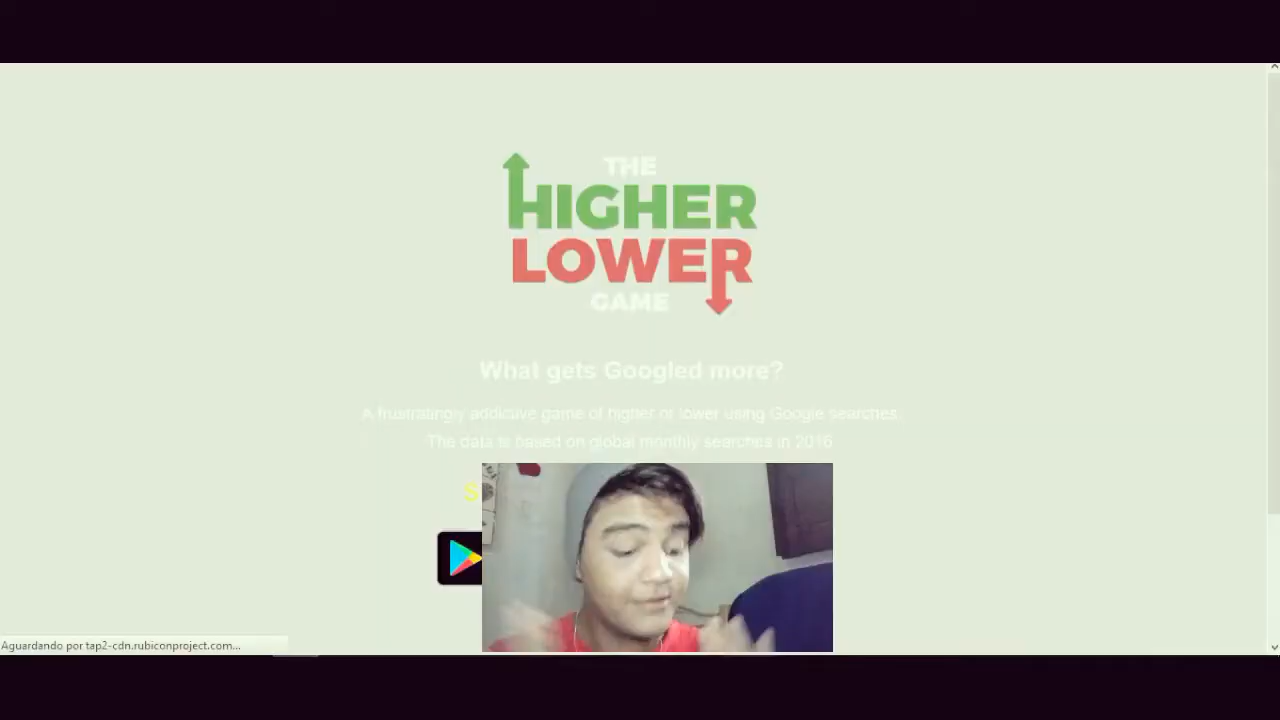 THE
HIGHER
LOWER
GAME
What gets Googled more?
A frustratingly addictive game of higher or lower using Google searches.
The data is based on global monthly searches in 2016
S
Aguardando por tap2-cdn.rubiconproject.com...